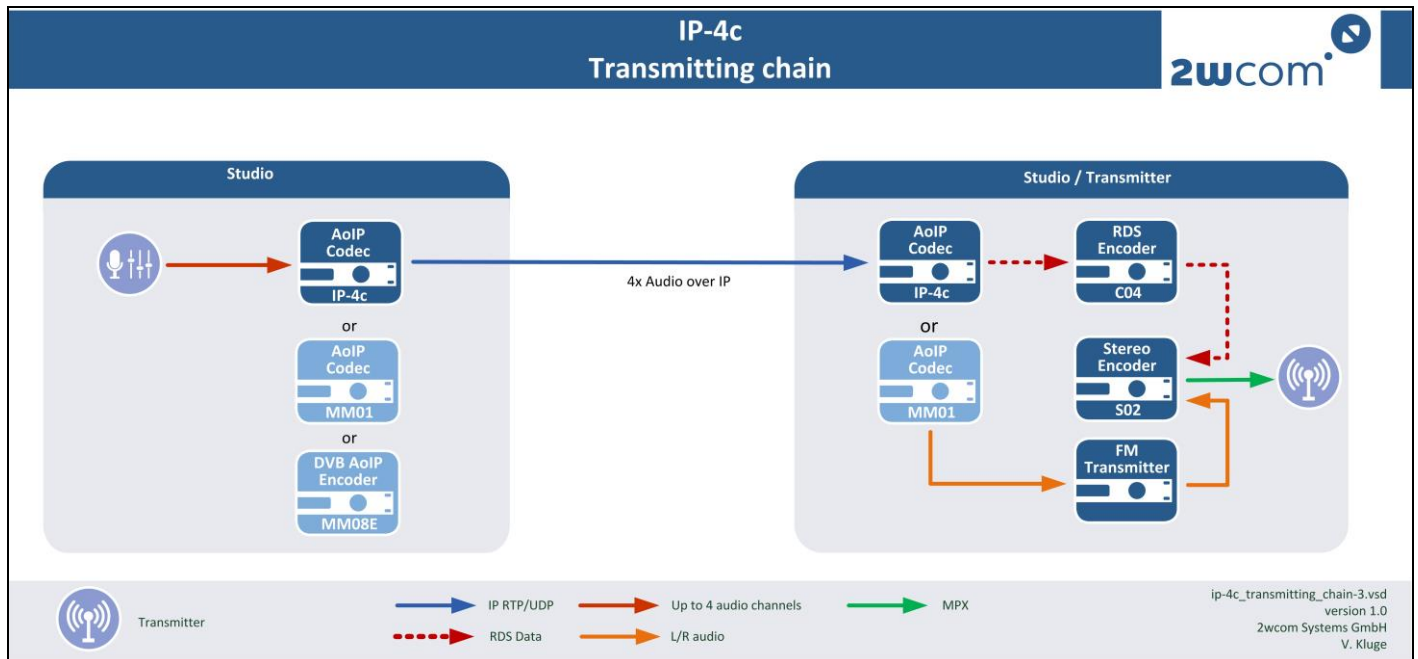 IP-4c
Transmitting chain
2wcom
Studio
AoIP
Codec
IP-4c
or
AoIP
Codec
MM01
or
DVB AoIP
Encoder
MM08E
4x Audio over IP
Studio / Transmitter
AoIP
Codec
IP-4c
or
AoIP
Codec
MM01
RDS
Encoder
C04
Stereo
Encoder
S02
FM
Transmitter
Transmitter
IP RTP/UDP
Up to 4 audio channels
MPX
RDS Data
L/R audio
ip-4c_transmitting_chain-3.vsd
version 1.0
2wcom Systems GmbH
V. Kluge